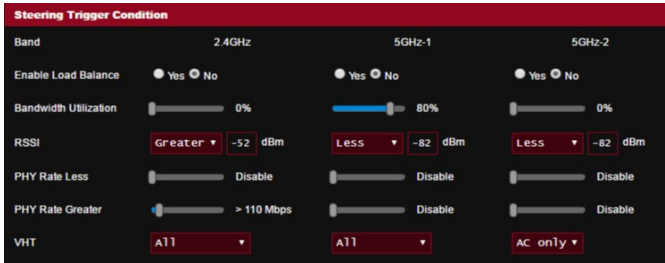 Steering Trigger Condition
Band 2.4GHz 5GHz-1 5GHz-2
Enable Load Balance Yes No Yes No Yes No
Bandwidth Utilization 0% 80% 0%
RSSI Greater -52 dBm Less -82 dBm Less -82 dBm
PHY Rate Less Disable Disable Disable
PHY Rate Greater > 110 Mbps Disable Disable
VHT All All AC only